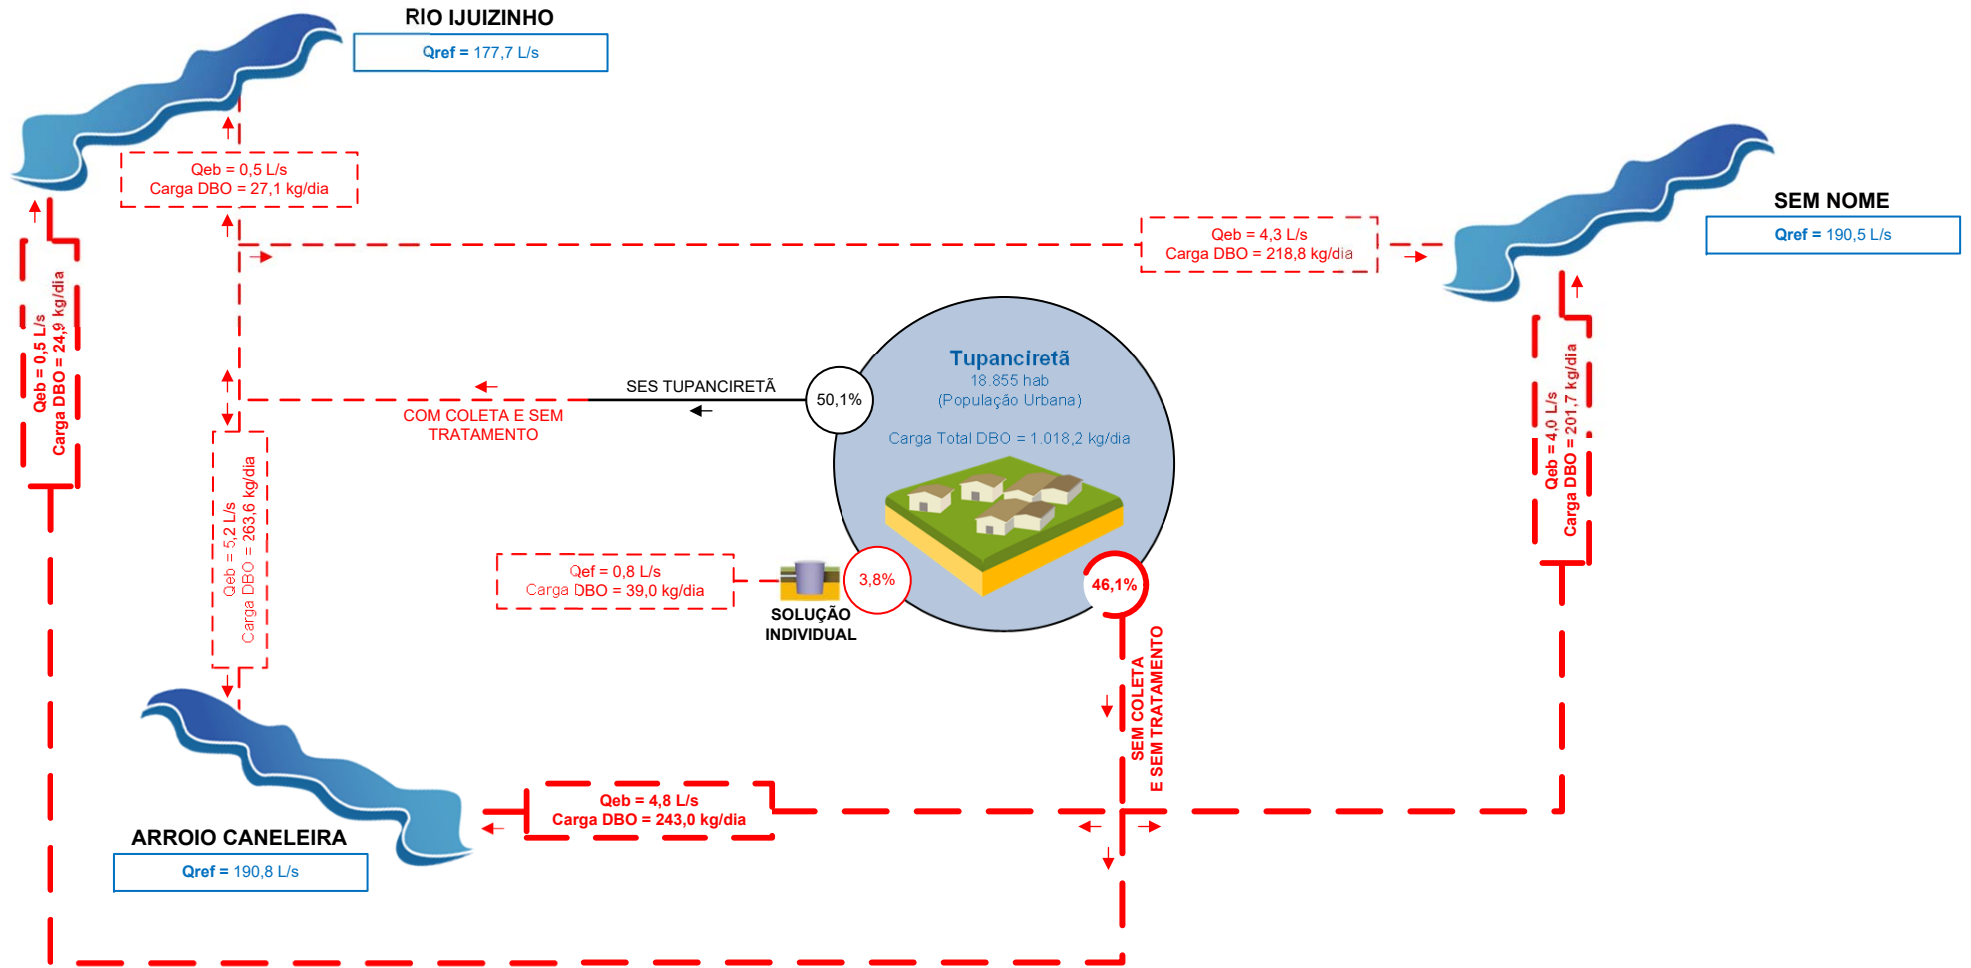 RIO IJUIZINHO
Qref = 177,7 L/s
Qeb = 0,5 L/s
Carga DBO = 27,1 kg/dia
SEM NOME
Qref = 190,5 L/s
Qeb = 4,3 L/s
Carga DBO = 218,8 kg/dia
Qeb = 0,5 L/s
Carga DBO = 24,9 kg/dia
Qeb = 4,0 L/s
Carga DBO = 201,7 kg/dia
Tupanciretã
18.855 hab
(População Urbana)
Carga Total DBO = 1.018,2 kg/dia
50,1%
SES TUPANCIRETÃ
COM COLETA E SEM
TRATAMENTO
Qeb = 5,2 L/s
Carga DBO = 263,6 kg/dia
Qef = 0,8 L/s
Carga DBO = 39,0 kg/dia
3,8%
SOLUÇÃO
INDIVIDUAL
46,1%
SEM COLETA
E SEM TRATAMENTO
Qeb = 4,8 L/s
Carga DBO = 243,0 kg/dia
ARROIO CANELEIRA
Qref = 190,8 L/s